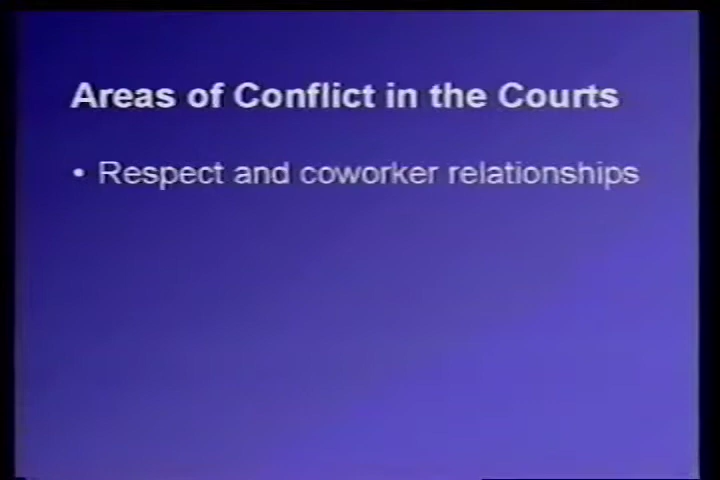 Areas of Conflict in the Courts
• Respect and coworker relationships